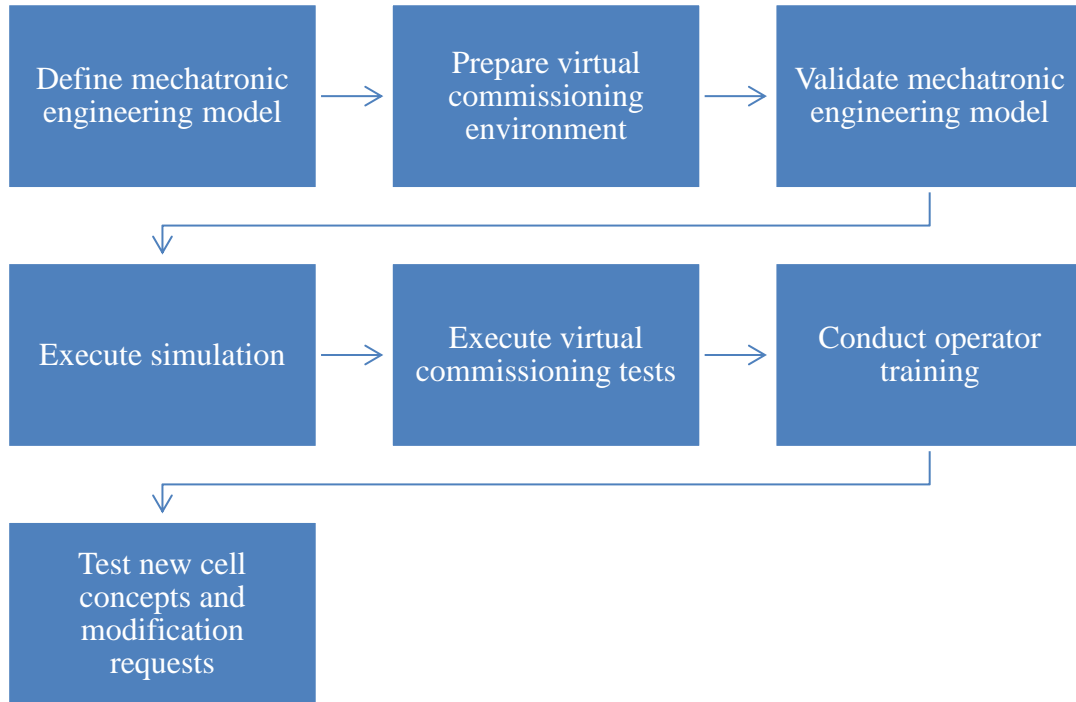 Define mechatronic
engineering model
Prepare virtual
commissioning
environment
Validate mechatronic
engineering model
Execute simulation
Execute virtual
commissioning tests
Conduct operator
training
Test new cell
concepts and
modification
requests